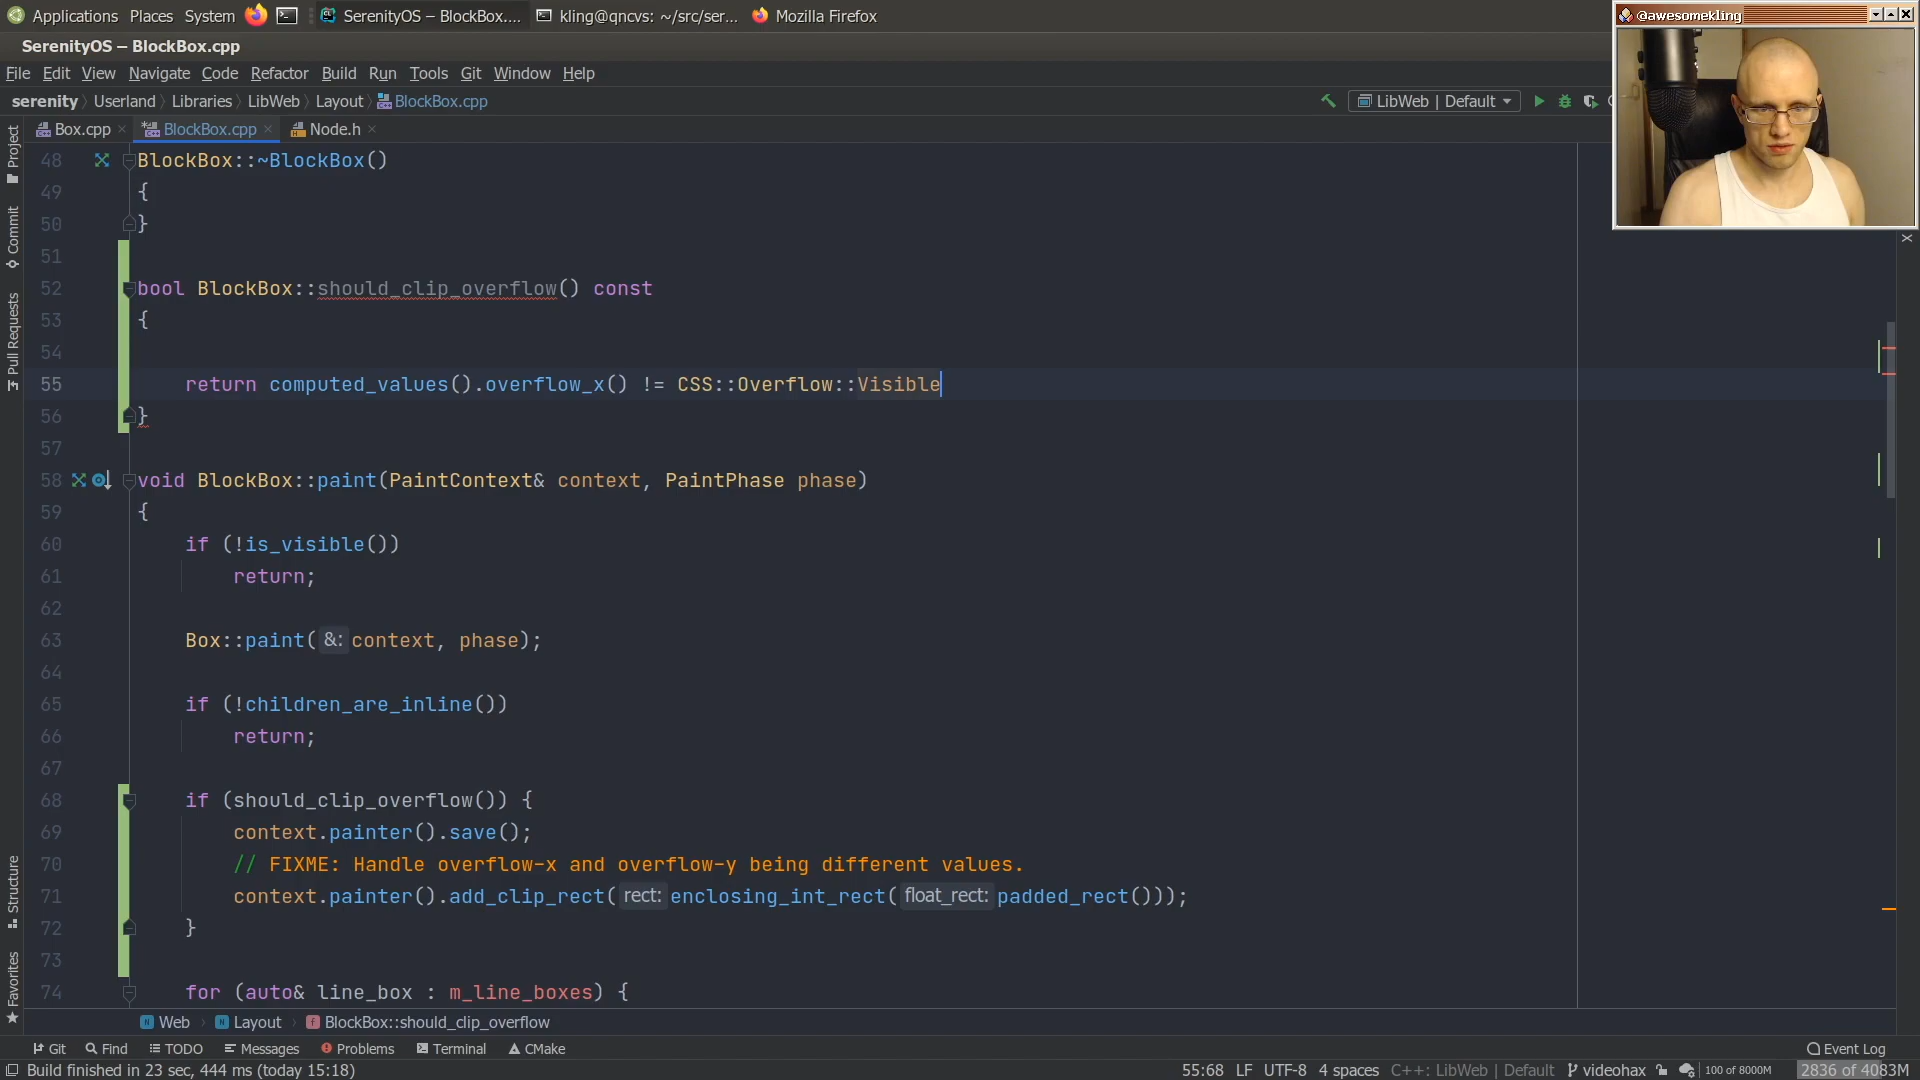 Applications Places System SerenityOS – BlockBox.... kling@qncvs: ~/src/ser... Mozilla Firefox
@awesomekling
SerenityOS – BlockBox.cpp
File Edit View Navigate Code Refactor Build Run Tools Git Window Help
serenity Userland Libraries LibWeb Layout BlockBox.cpp LibWeb | Default
Box.cpp BlockBox.cpp Node.h
Project
Commit
Pull Requests
Structure
Favorites
48 BlockBox::~BlockBox()
49 {
50 }
51
52 bool BlockBox::should_clip_overflow() const
53 {
54
55 return computed_values().overflow_x() != CSS::Overflow::Visible
56 }
57
58 void BlockBox::paint(PaintContext& context, PaintPhase phase)
59 {
60 if (!is_visible())
61 return;
62
63 Box::paint( &: context, phase);
64
65 if (!children_are_inline())
66 return;
67
68 if (should_clip_overflow()) {
69 context.painter().save();
70 // FIXME: Handle overflow-x and overflow-y being different values.
71 context.painter().add_clip_rect( rect: enclosing_int_rect( float_rect: padded_rect()));
72 }
73
74 for (auto& line_box : m_line_boxes) {
Web Layout BlockBox::should_clip_overflow
Git Find TODO Messages Problems Terminal CMake Event Log
Build finished in 23 sec, 444 ms (today 15:18) 55:68 LF UTF-8 4 spaces C++: LibWeb | Default videohax 100 of 8000M 2836 of 4083M